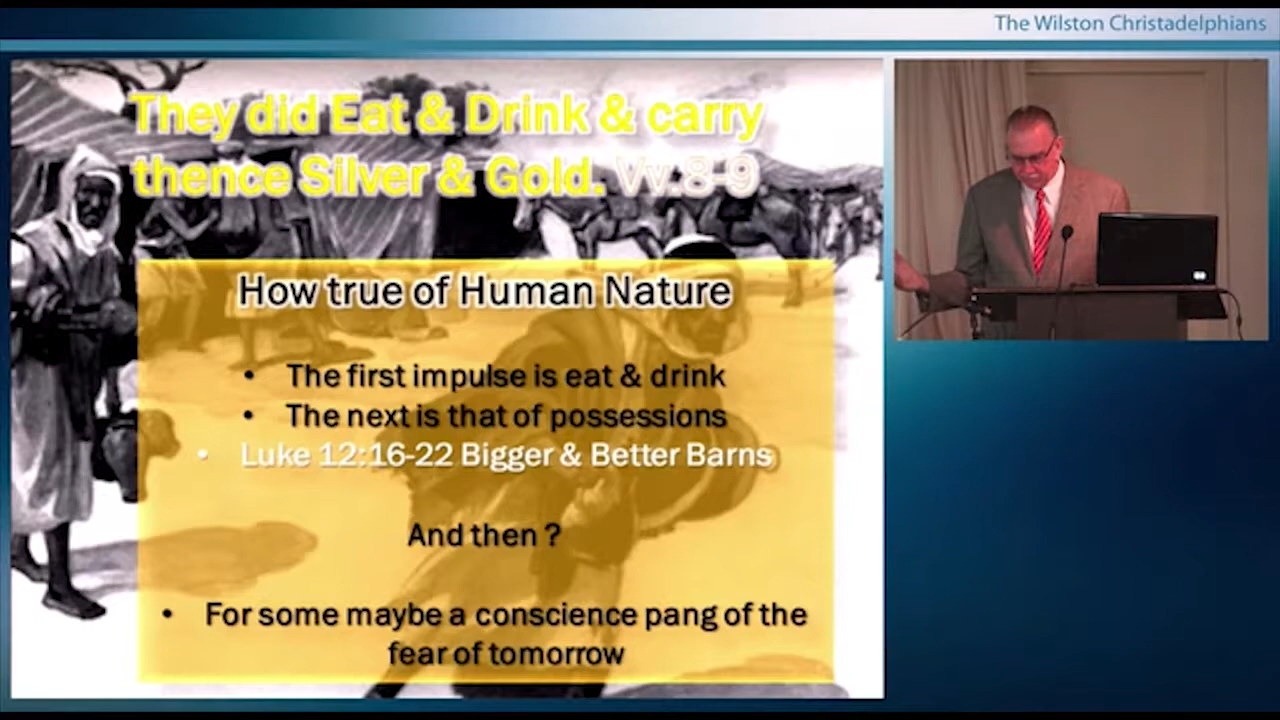 The Wilston Christadelphians
They did Eat & Drink & carry
thence Silver & Gold. Vv.8-9
How true of Human Nature
• The first impulse is eat & drink
• The next is that of possessions
• Luke 12:16-22 Bigger & Better Barns
And then ?
• For some maybe a conscience pang of the
fear of tomorrow